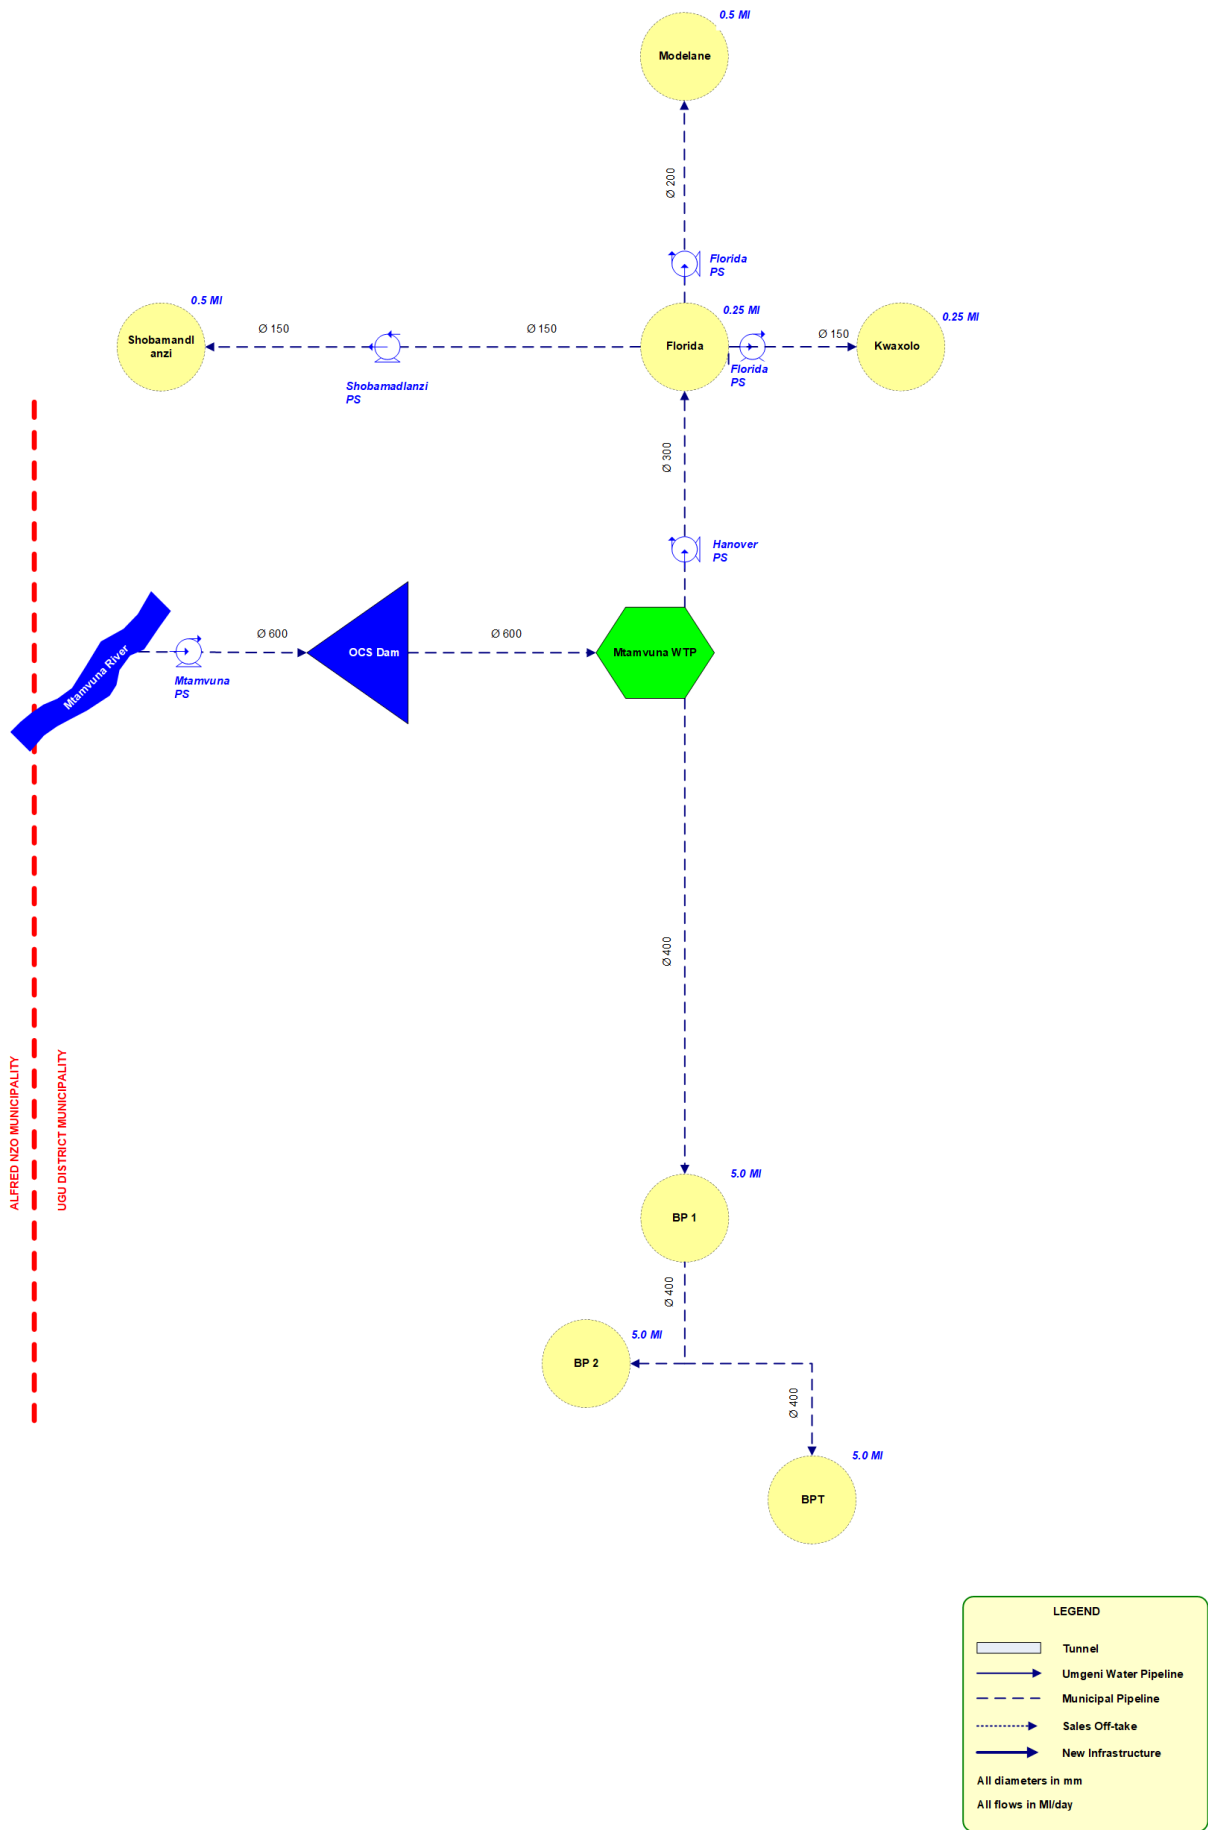 0.5 Ml
Modelane
Ø 200
Florida
PS
0.5 Ml
Shobamandl
anzi
Ø 150
Shobamadlanzi
PS
Ø 150
0.25 Ml
Florida
Florida
PS
Ø 150
0.25 Ml
Kwaxolo
Ø 300
Hanover
PS
Mtamvuna River
Mtamvuna
PS
Ø 600
OCS Dam
Ø 600
Mtamvuna WTP
Ø 400
ALFRED NZO MUNICIPALITY
UGU DISTRICT MUNICIPALITY
5.0 Ml
BP 1
Ø 400
5.0 Ml
BP 2
Ø 400
5.0 Ml
BPT
LEGEND
Tunnel
Umgeni Water Pipeline
Municipal Pipeline
Sales Off-take
New Infrastructure
All diameters in mm
All flows in Ml/day